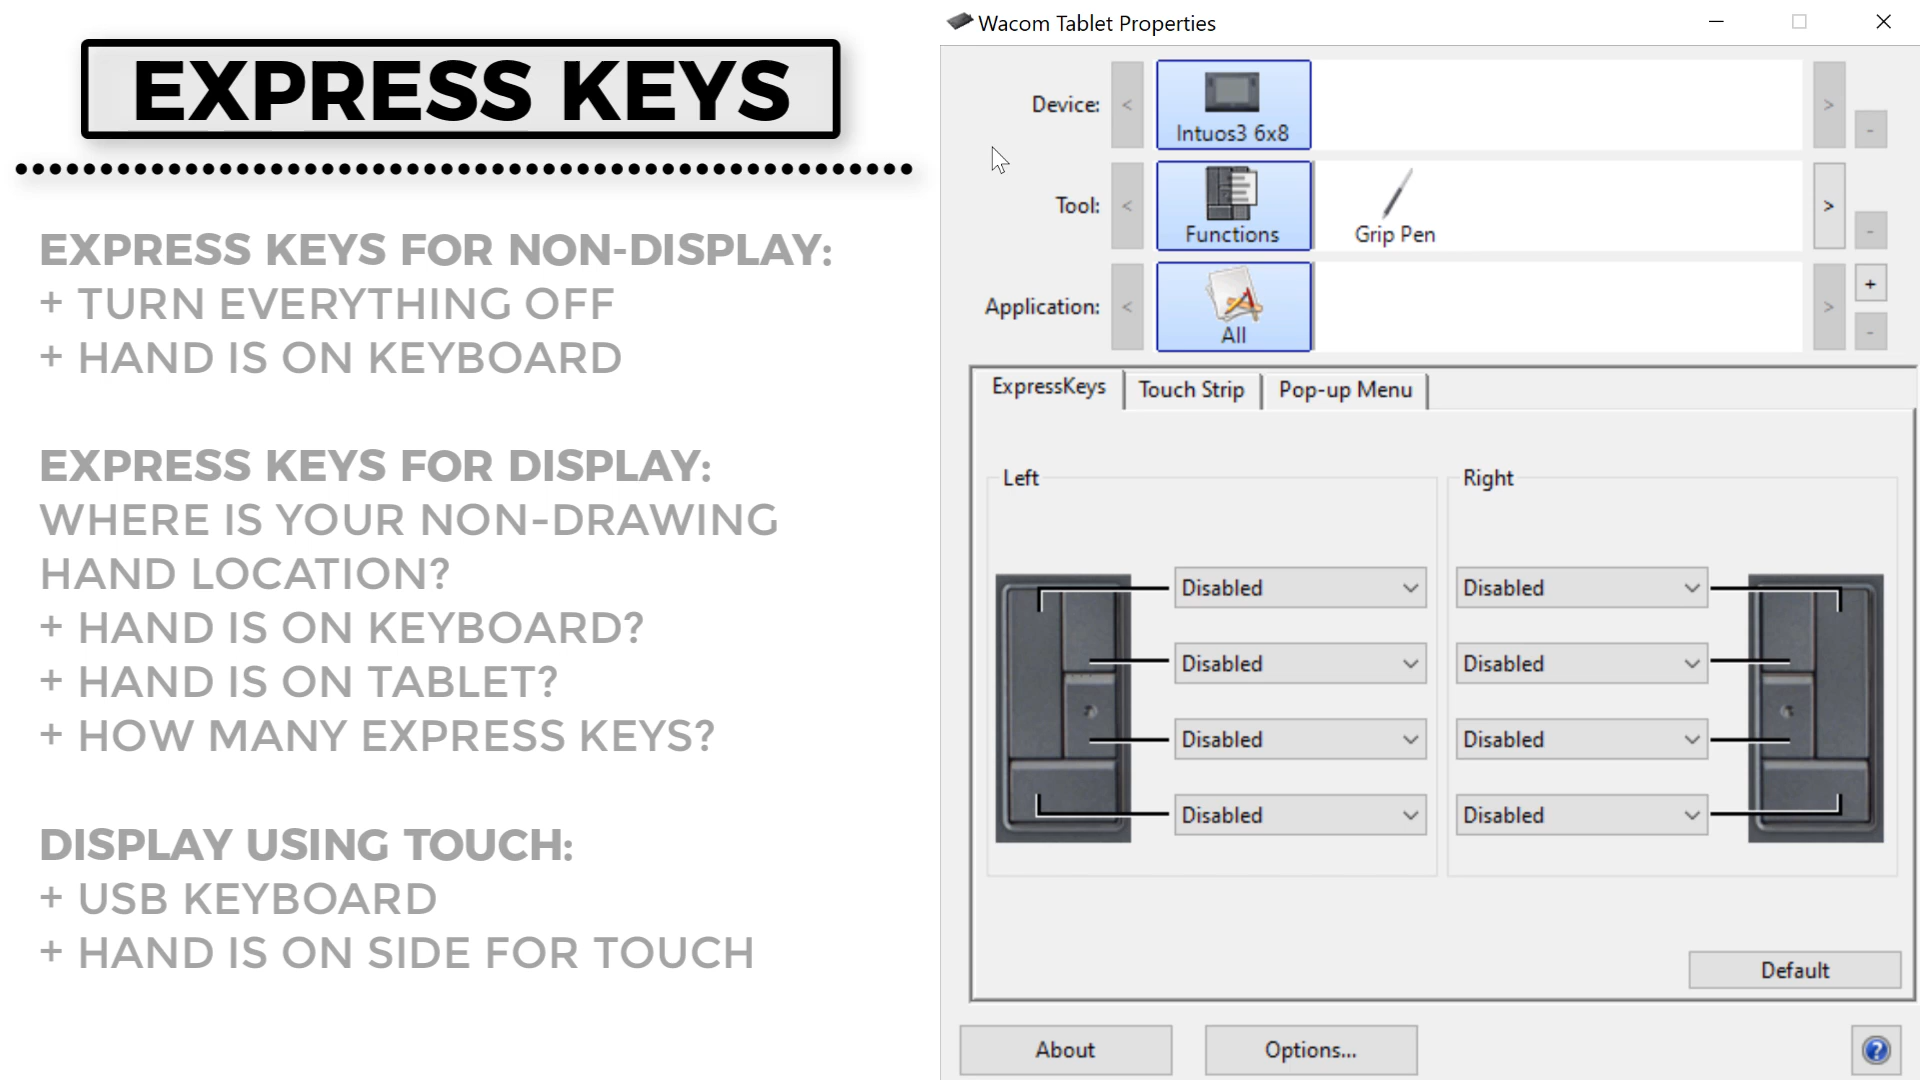 EXPRESS KEYS
EXPRESS KEYS FOR NON-DISPLAY:
+ TURN EVERYTHING OFF
+ HAND IS ON KEYBOARD
EXPRESS KEYS FOR DISPLAY:
WHERE IS YOUR NON-DRAWING
HAND LOCATION?
+ HAND IS ON KEYBOARD?
+ HAND IS ON TABLET?
+ HOW MANY EXPRESS KEYS?
DISPLAY USING TOUCH:
+ USB KEYBOARD
+ HAND IS ON SIDE FOR TOUCH
Wacom Tablet Properties
Device:
<
Intuos3 6x8
>
-
Tool:
<
Functions
Grip Pen
>
-
Application:
<
All
>
+
-
ExpressKeys Touch Strip Pop-up Menu
Left
Disabled
Disabled
Disabled
Disabled
Right
Disabled
Disabled
Disabled
Disabled
Default
About
Options...
?